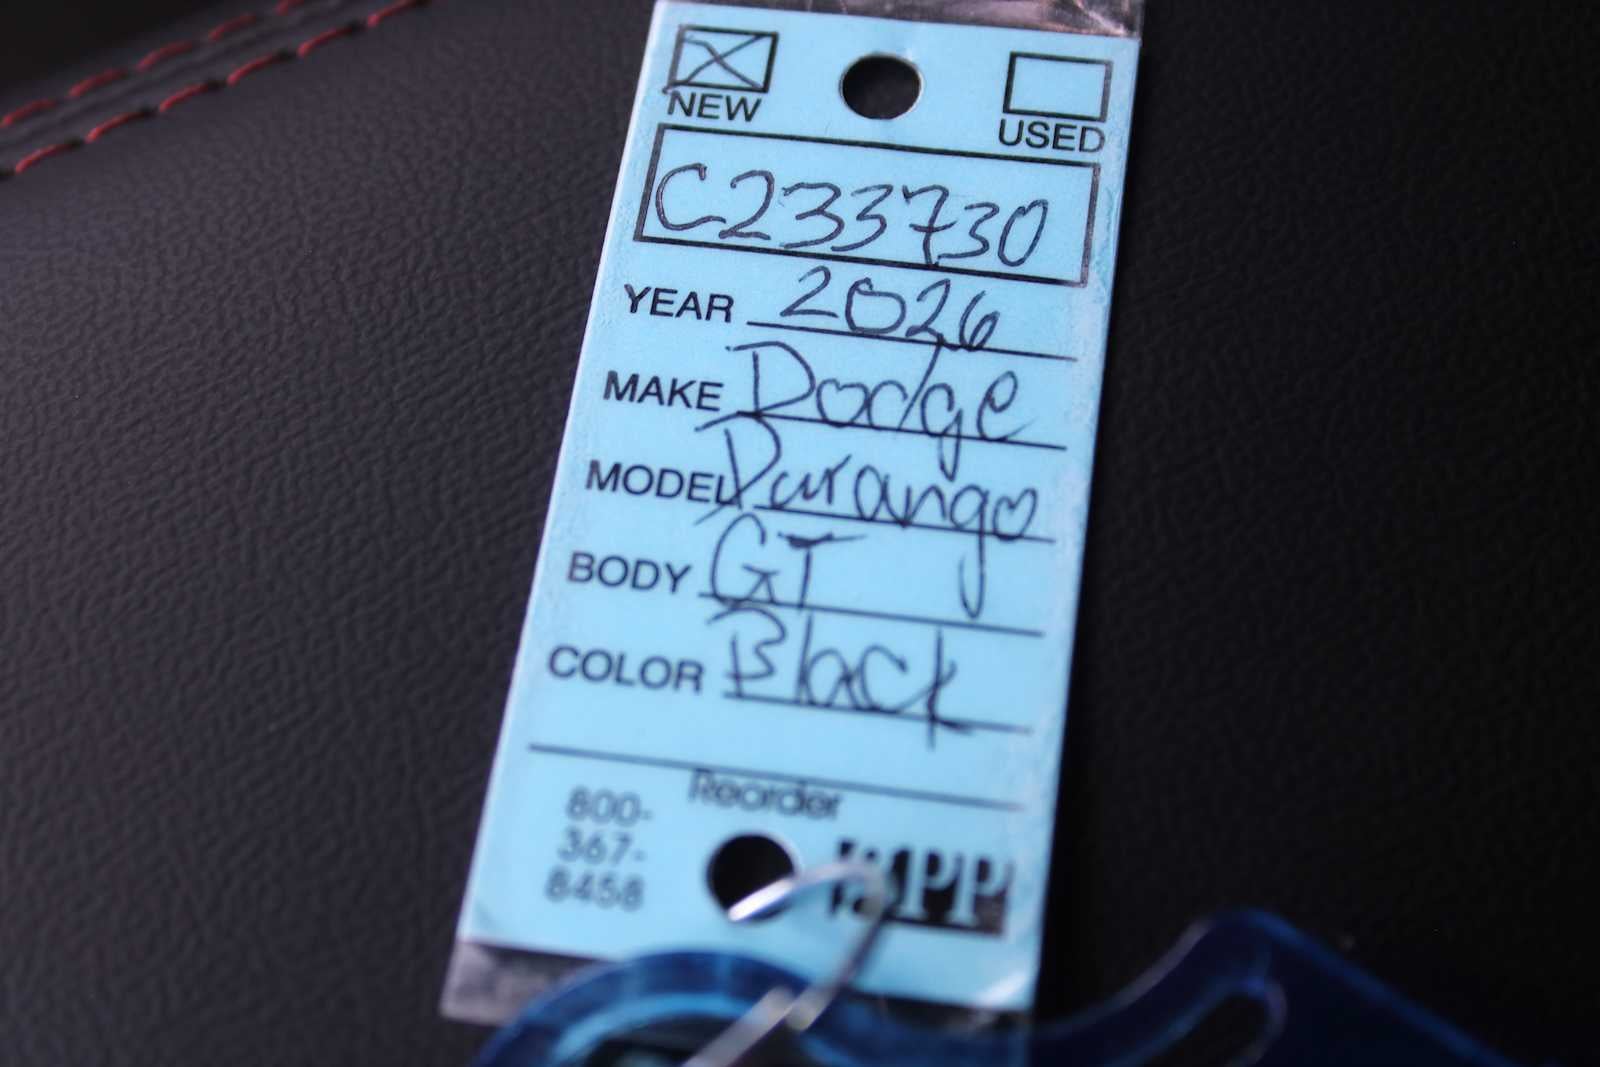 NEW
USED
C233730
YEAR 2026
MAKE Dodge
MODEL Durango
BODY GT
COLOR Black
Reorder
800-
367-
8458